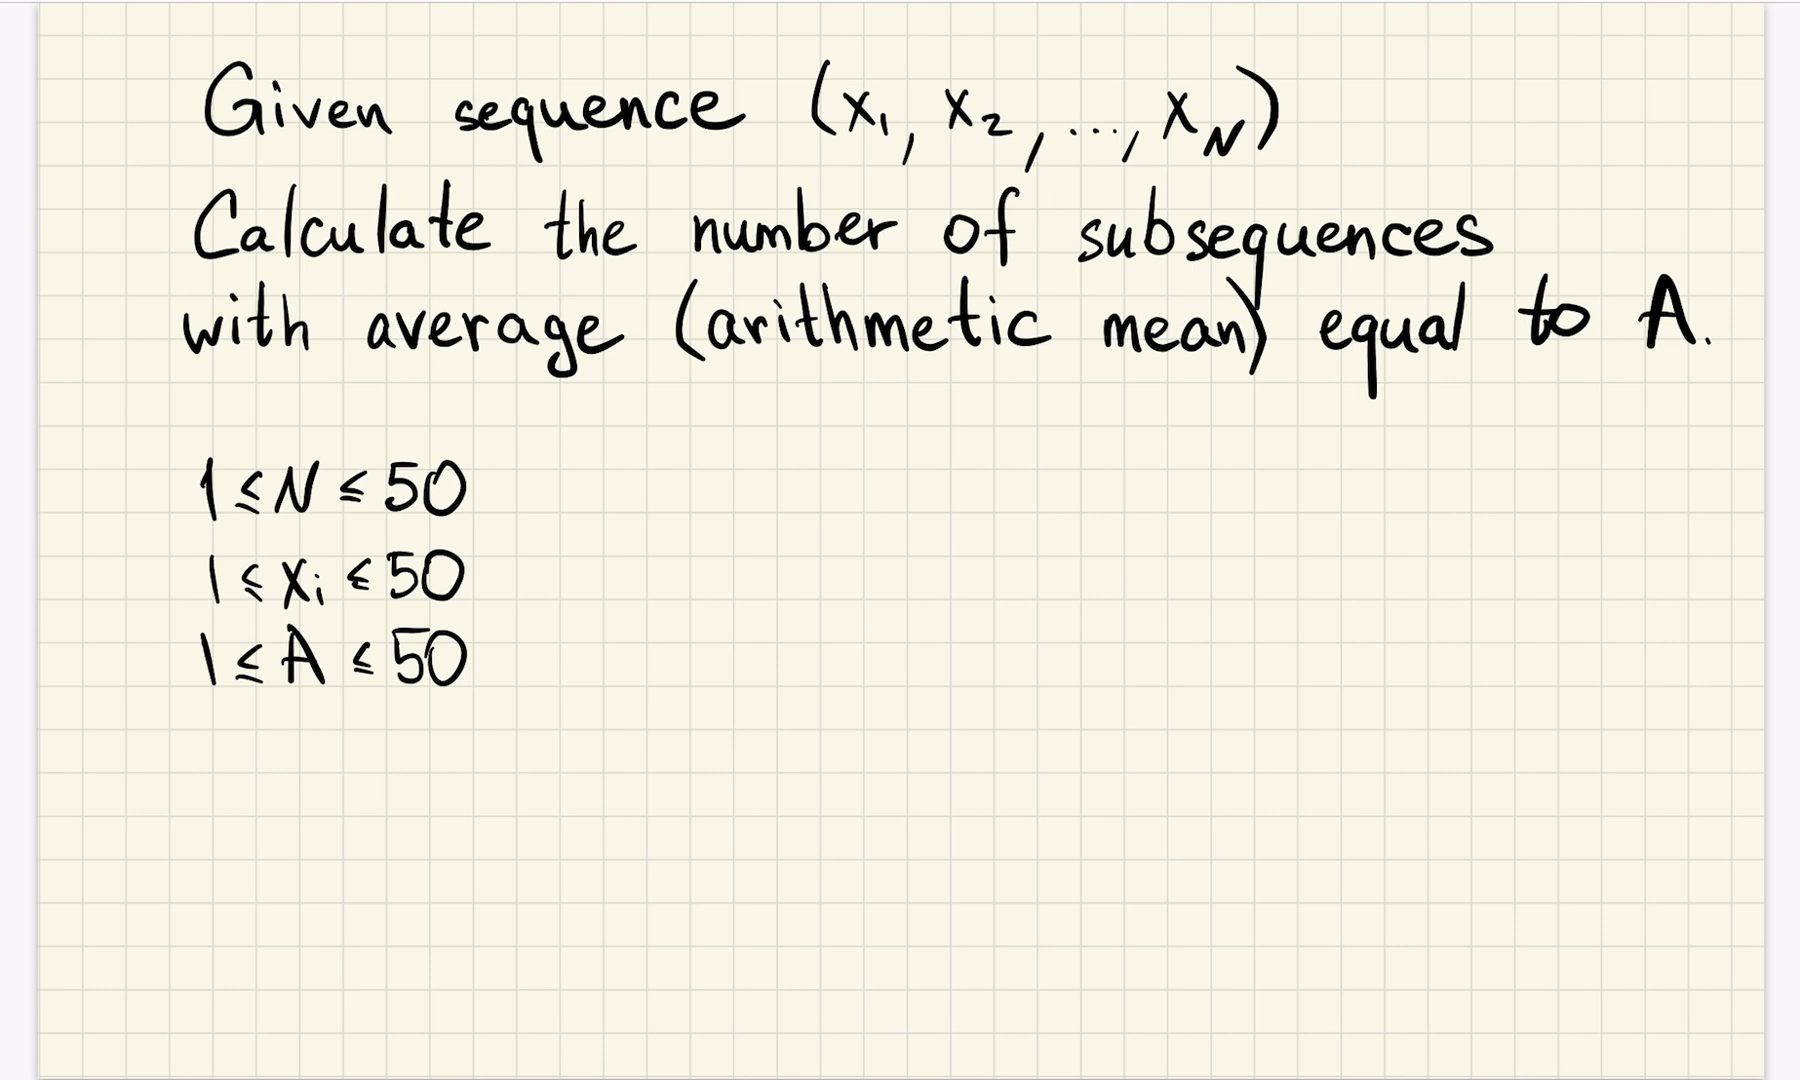 Given sequence (x₁, x₂, ..., x_N)
Calculate the number of subsequences
with average (arithmetic mean) equal to A.
1 ≤ N ≤ 50
1 ≤ xᵢ ≤ 50
1 ≤ A ≤ 50